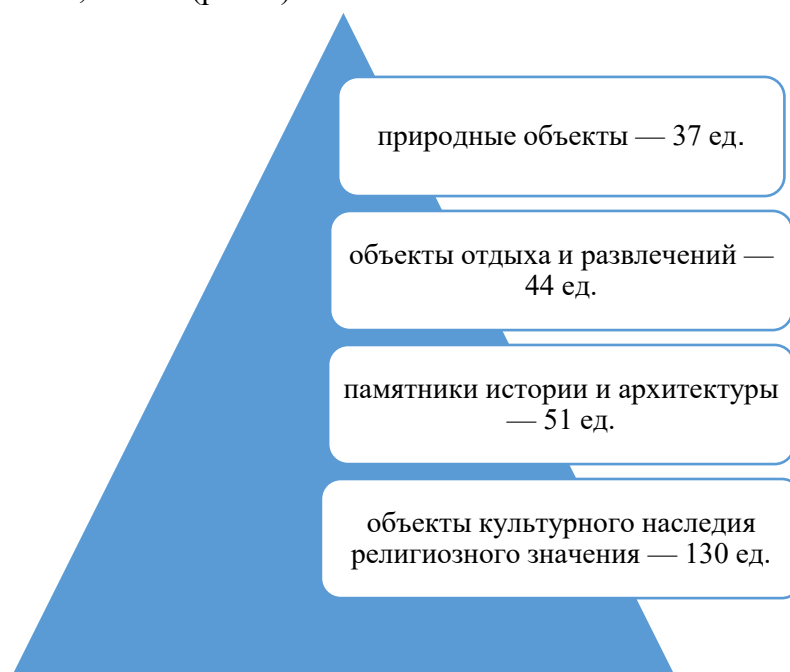 природные объекты — 37 ед.
объекты отдыха и развлечений —
44 ед.
памятники истории и архитектуры
— 51 ед.
объекты культурного наследия
религиозного значения — 130 ед.